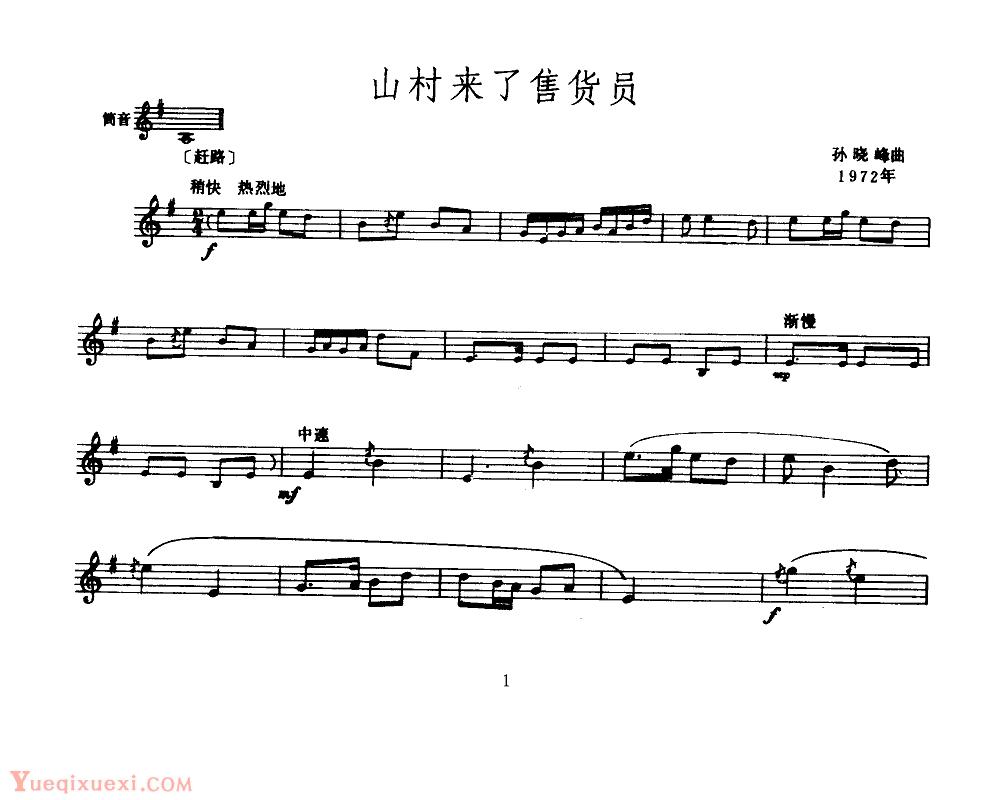 山村来了售货员
筒音
〔赶路〕
孙晓峰曲
1972年
稍快 热烈地
2/4
f
渐慢
mp
中速
mf
f
1
Yueqixuexi.com